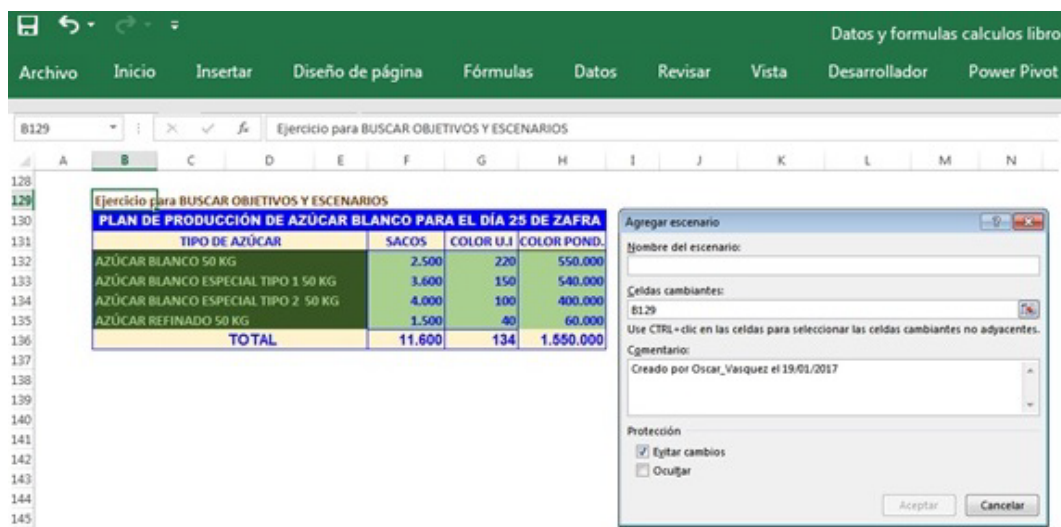 Datos y formulas calculos libro
Archivo Inicio Insertar Diseño de página Fórmulas Datos Revisar Vista Desarrollador Power Pivot
B129 fx Ejercicio para BUSCAR OBJETIVOS Y ESCENARIOS
A B C D E F G H I J K L M N
128
129 Ejercicio para BUSCAR OBJETIVOS Y ESCENARIOS
130 PLAN DE PRODUCCIÓN DE AZÚCAR BLANCO PARA EL DÍA 25 DE ZAFRA
131 TIPO DE AZÚCAR SACOS COLOR U.I COLOR POND.
132 AZÚCAR BLANCO 50 KG 2.500 220 550.000
133 AZÚCAR BLANCO ESPECIAL TIPO 1 50 KG 3.600 150 540.000
134 AZÚCAR BLANCO ESPECIAL TIPO 2 50 KG 4.000 100 400.000
135 AZÚCAR REFINADO 50 KG 1.500 40 60.000
136 TOTAL 11.600 134 1.550.000
137
138
139
140
141
142
143
144
145
Agregar escenario
Nombre del escenario:
Celdas cambiantes:
B129
Use CTRL+clic en las celdas para seleccionar las celdas cambiantes no adyacentes.
Comentario:
Creado por Oscar_Vasquez el 19/01/2017
Protección
Evitar cambios
Ocultar
Aceptar Cancelar